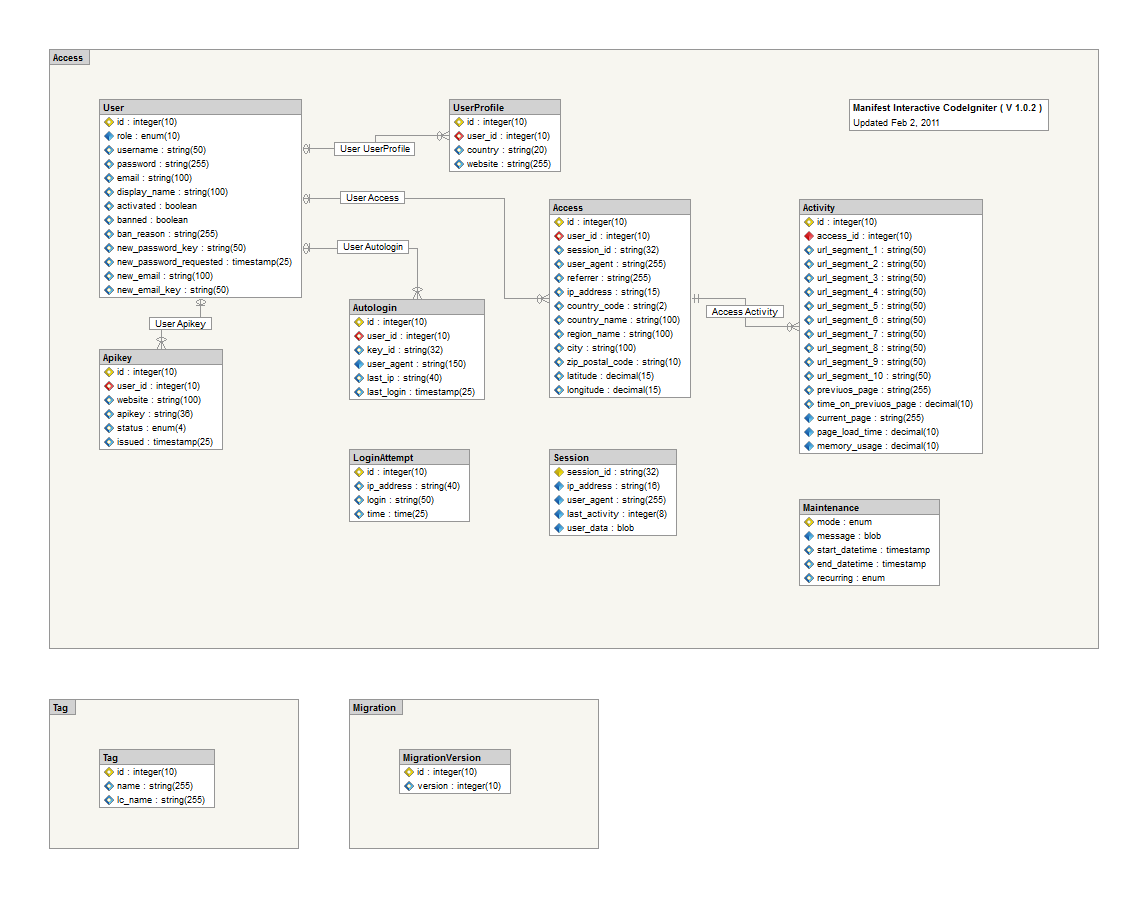 Access
User
id : integer(10)
role : enum(10)
username : string(50)
password : string(255)
email : string(100)
display_name : string(100)
activated : boolean
banned : boolean
ban_reason : string(255)
new_password_key : string(50)
new_password_requested : timestamp(25)
new_email : string(100)
new_email_key : string(50)
User UserProfile
User Access
User Autologin
User Apikey
UserProfile
id : integer(10)
user_id : integer(10)
country : string(20)
website : string(255)
Manifest Interactive CodeIgniter ( V 1.0.2 )
Updated Feb 2, 2011
Apikey
id : integer(10)
user_id : integer(10)
website : string(100)
apikey : string(36)
status : enum(4)
issued : timestamp(25)
Autologin
id : integer(10)
user_id : integer(10)
key_id : string(32)
user_agent : string(150)
last_ip : string(40)
last_login : timestamp(25)
Access
id : integer(10)
user_id : integer(10)
session_id : string(32)
user_agent : string(255)
referrer : string(255)
ip_address : string(15)
country_code : string(2)
country_name : string(100)
region_name : string(100)
city : string(100)
zip_postal_code : string(10)
latitude : decimal(15)
longitude : decimal(15)
Access Activity
Activity
id : integer(10)
access_id : integer(10)
url_segment_1 : string(50)
url_segment_2 : string(50)
url_segment_3 : string(50)
url_segment_4 : string(50)
url_segment_5 : string(50)
url_segment_6 : string(50)
url_segment_7 : string(50)
url_segment_8 : string(50)
url_segment_9 : string(50)
url_segment_10 : string(50)
previuos_page : string(255)
time_on_previuos_page : decimal(10)
current_page : string(255)
page_load_time : decimal(10)
memory_usage : decimal(10)
LoginAttempt
id : integer(10)
ip_address : string(40)
login : string(50)
time : time(25)
Session
session_id : string(32)
ip_address : string(16)
user_agent : string(255)
last_activity : integer(8)
user_data : blob
Maintenance
mode : enum
message : blob
start_datetime : timestamp
end_datetime : timestamp
recurring : enum
Tag
Tag
id : integer(10)
name : string(255)
lc_name : string(255)
Migration
MigrationVersion
id : integer(10)
version : integer(10)